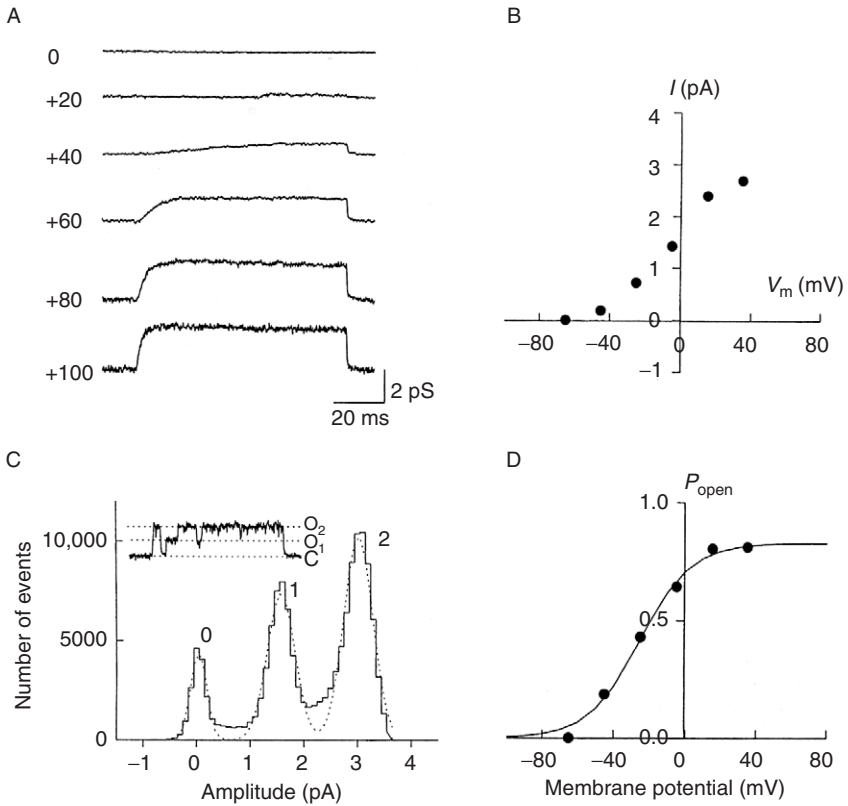 A
0
+20
+40
+60
+80
+100
2 pS
20 ms
B
I (pA)
4
3
2
1
0
−1
Vm (mV)
−80
−40
0
40
80
C
Number of events
10,000
5000
0
O2
O1
C
0
1
2
−1
0
1
2
3
4
Amplitude (pA)
D
Popen
1.0
0.5
0.0
−80
−40
0
40
80
Membrane potential (mV)